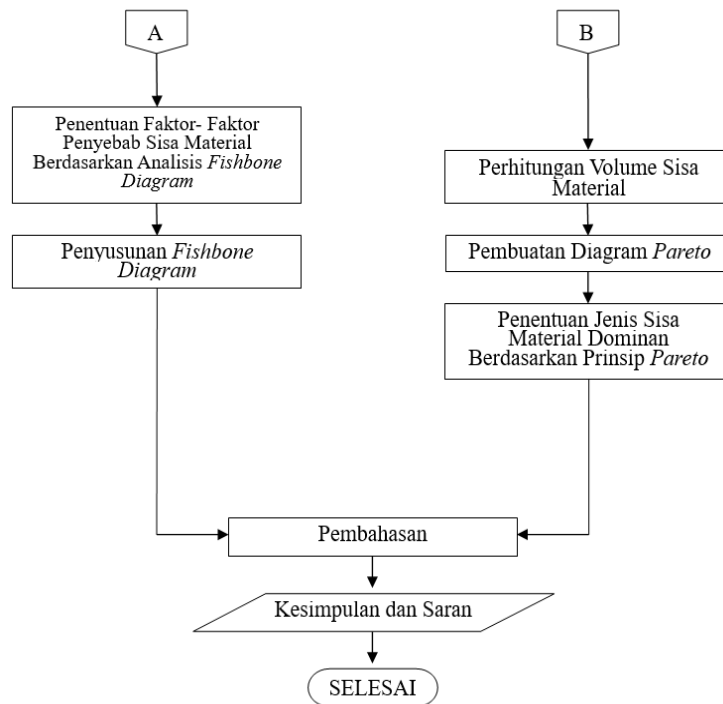 A
B
Penentuan Faktor- Faktor
Penyebab Sisa Material
Berdasarkan Analisis Fishbone
Diagram
Penyusunan Fishbone
Diagram
Perhitungan Volume Sisa
Material
Pembuatan Diagram Pareto
Penentuan Jenis Sisa
Material Dominan
Berdasarkan Prinsip Pareto
Pembahasan
Kesimpulan dan Saran
SELESAI